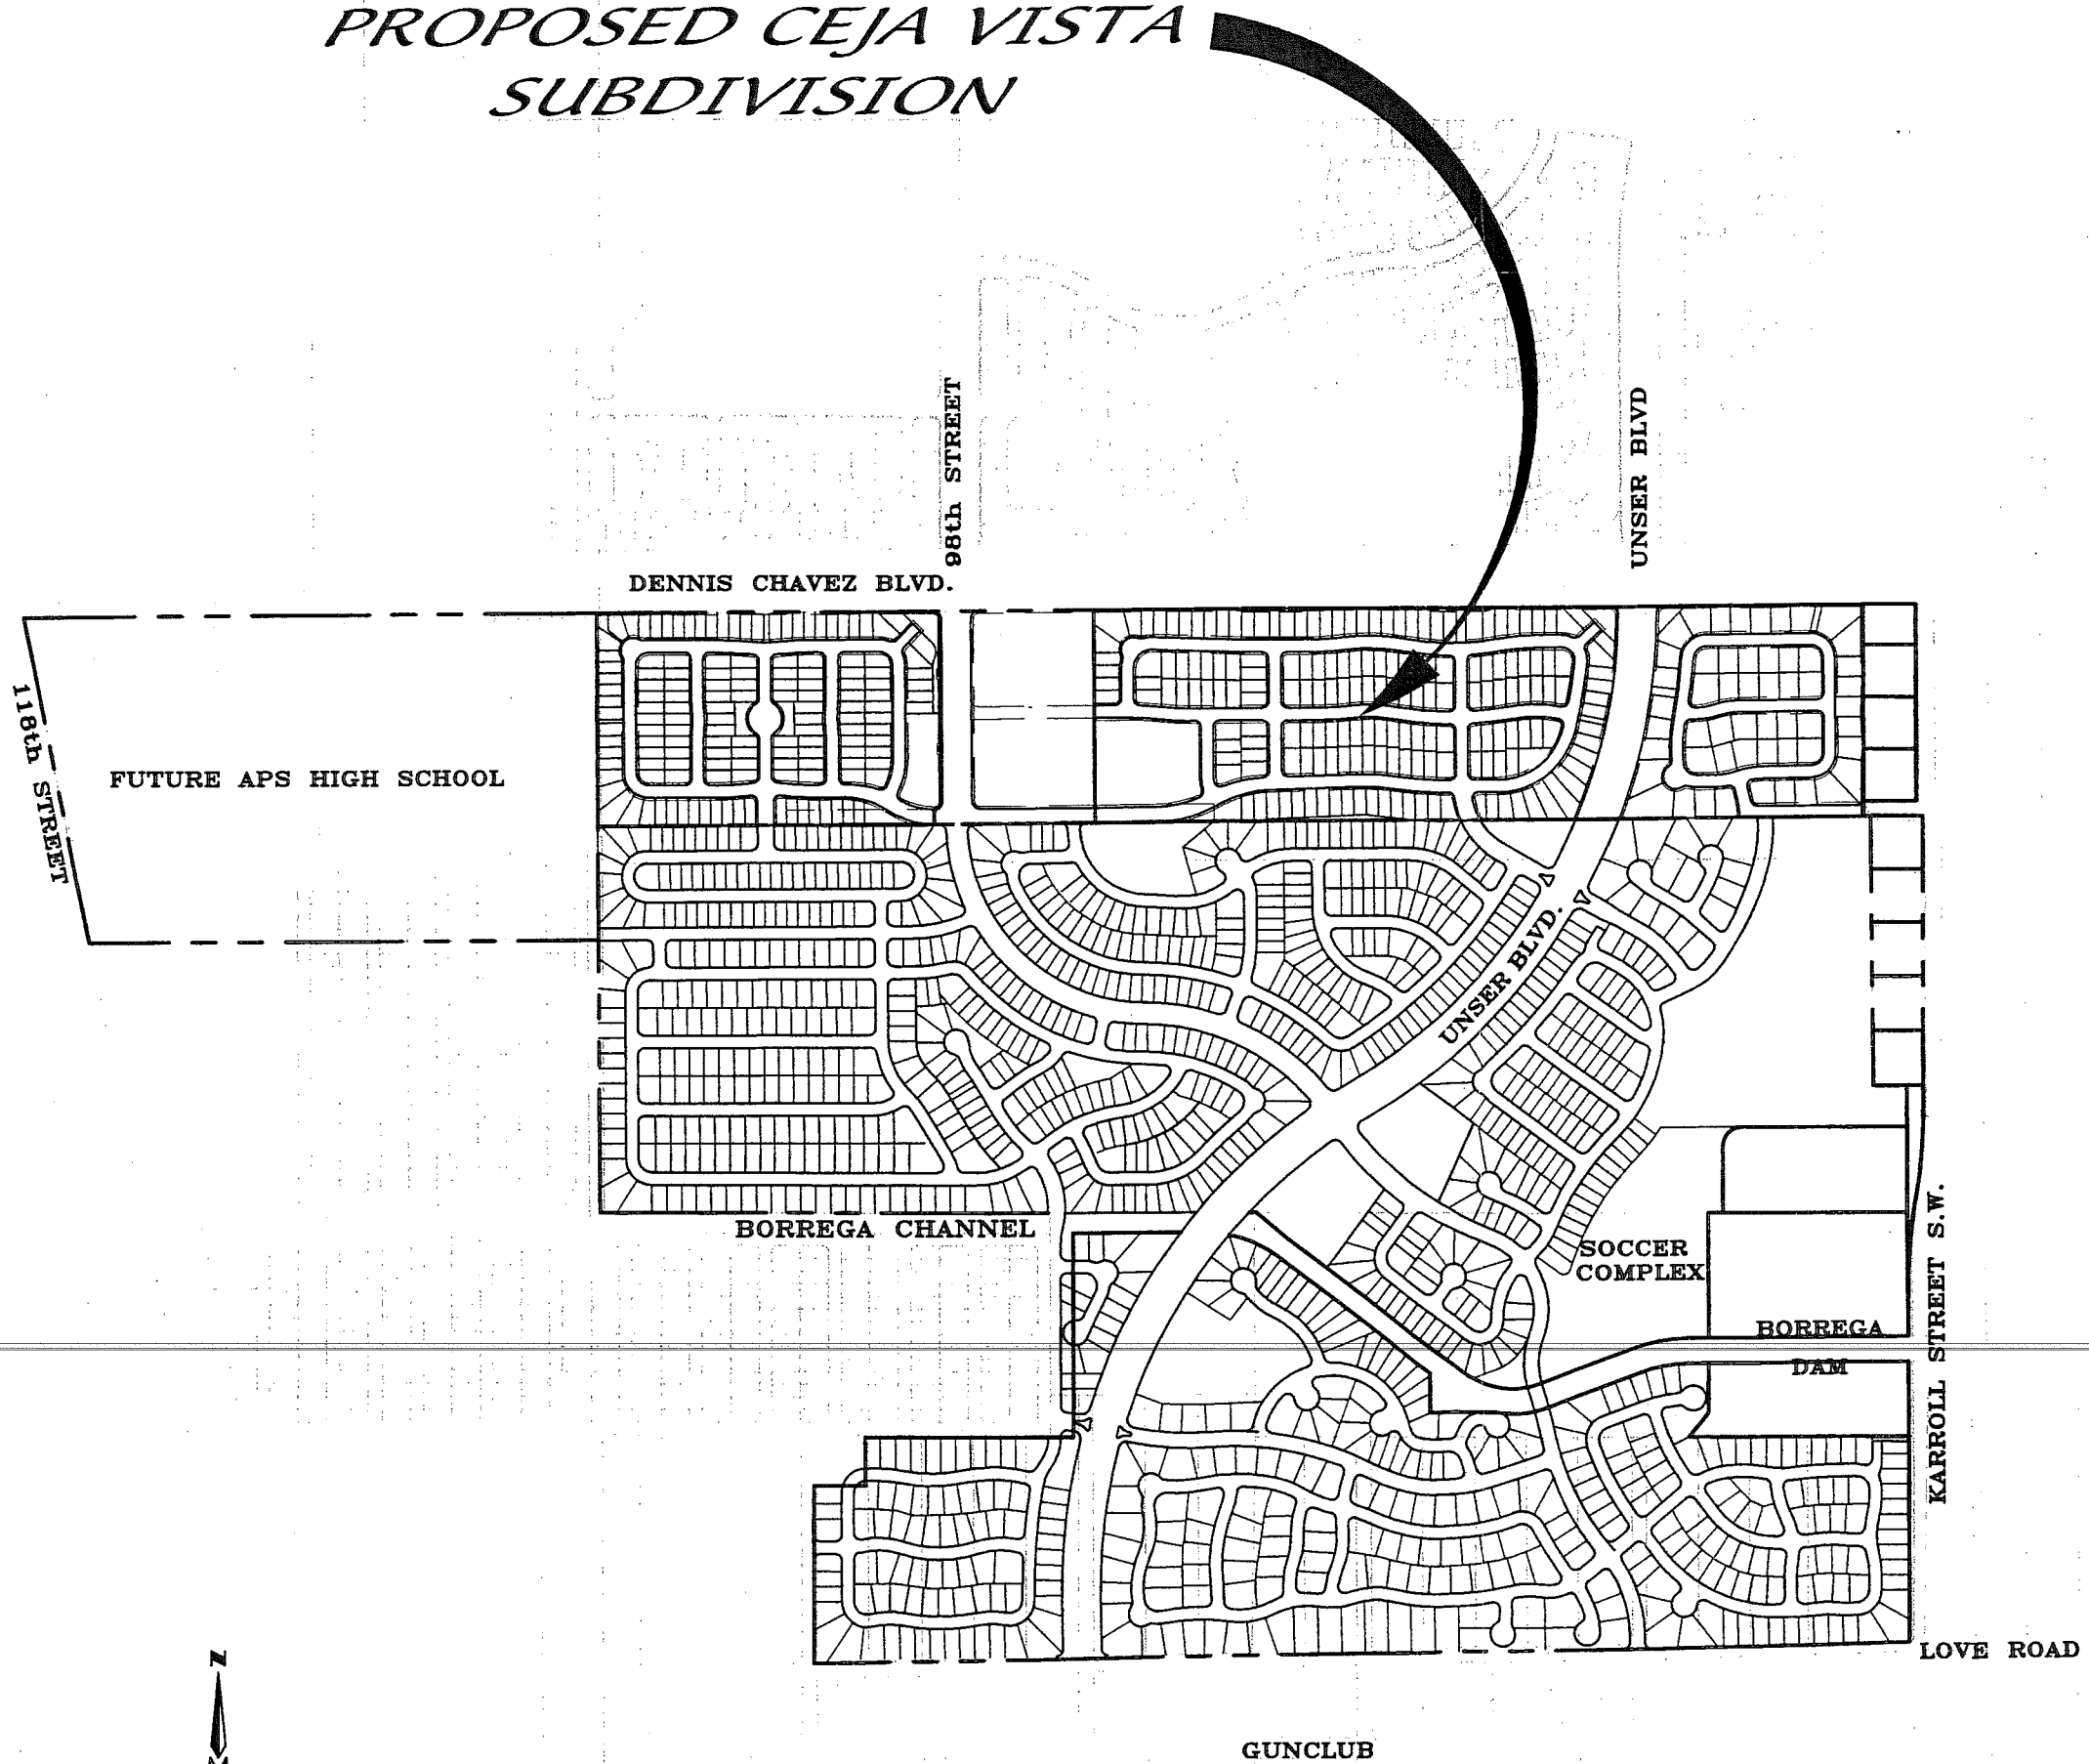 PROPOSED CEJA VISTA
SUBDIVISION
98th STREET
UNSER BLVD
DENNIS CHAVEZ BLVD.
118th STREET
FUTURE APS HIGH SCHOOL
UNSER BLVD.
BORREGA CHANNEL
SOCCER
COMPLEX
KARROLL STREET S.W.
BORREGA
DAM
LOVE ROAD
N
GUNCLUB